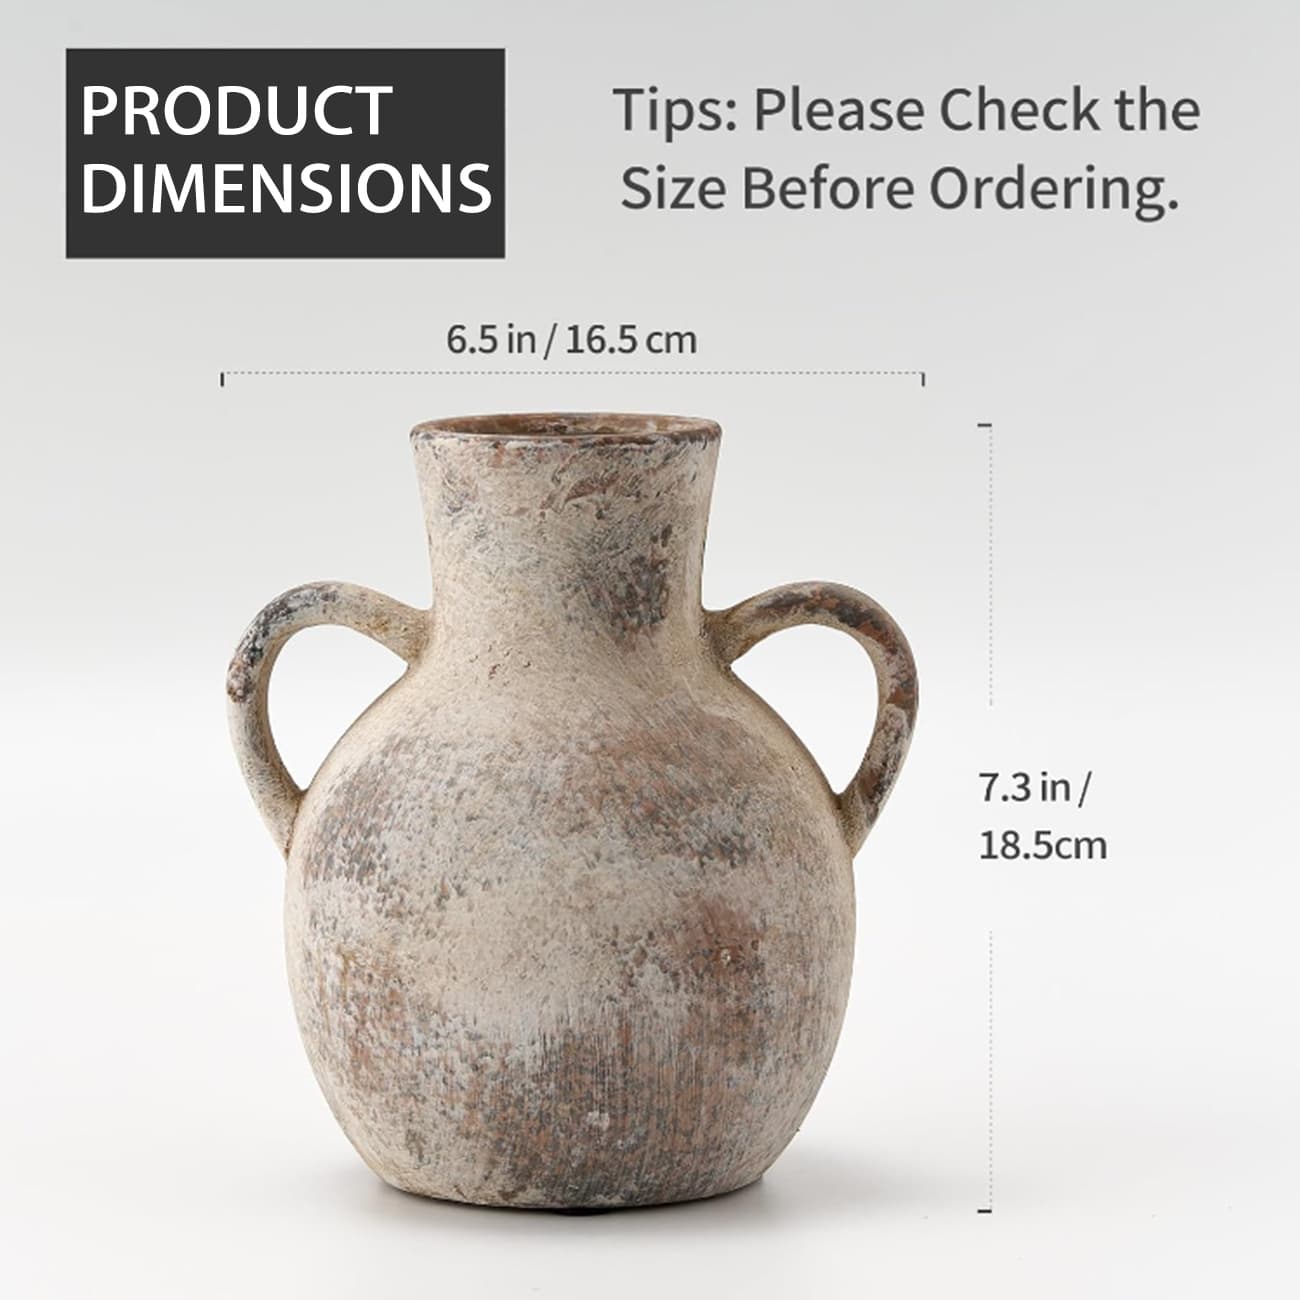 PRODUCT
DIMENSIONS
Tips: Please Check the
Size Before Ordering.
6.5 in / 16.5 cm
7.3 in /
18.5cm